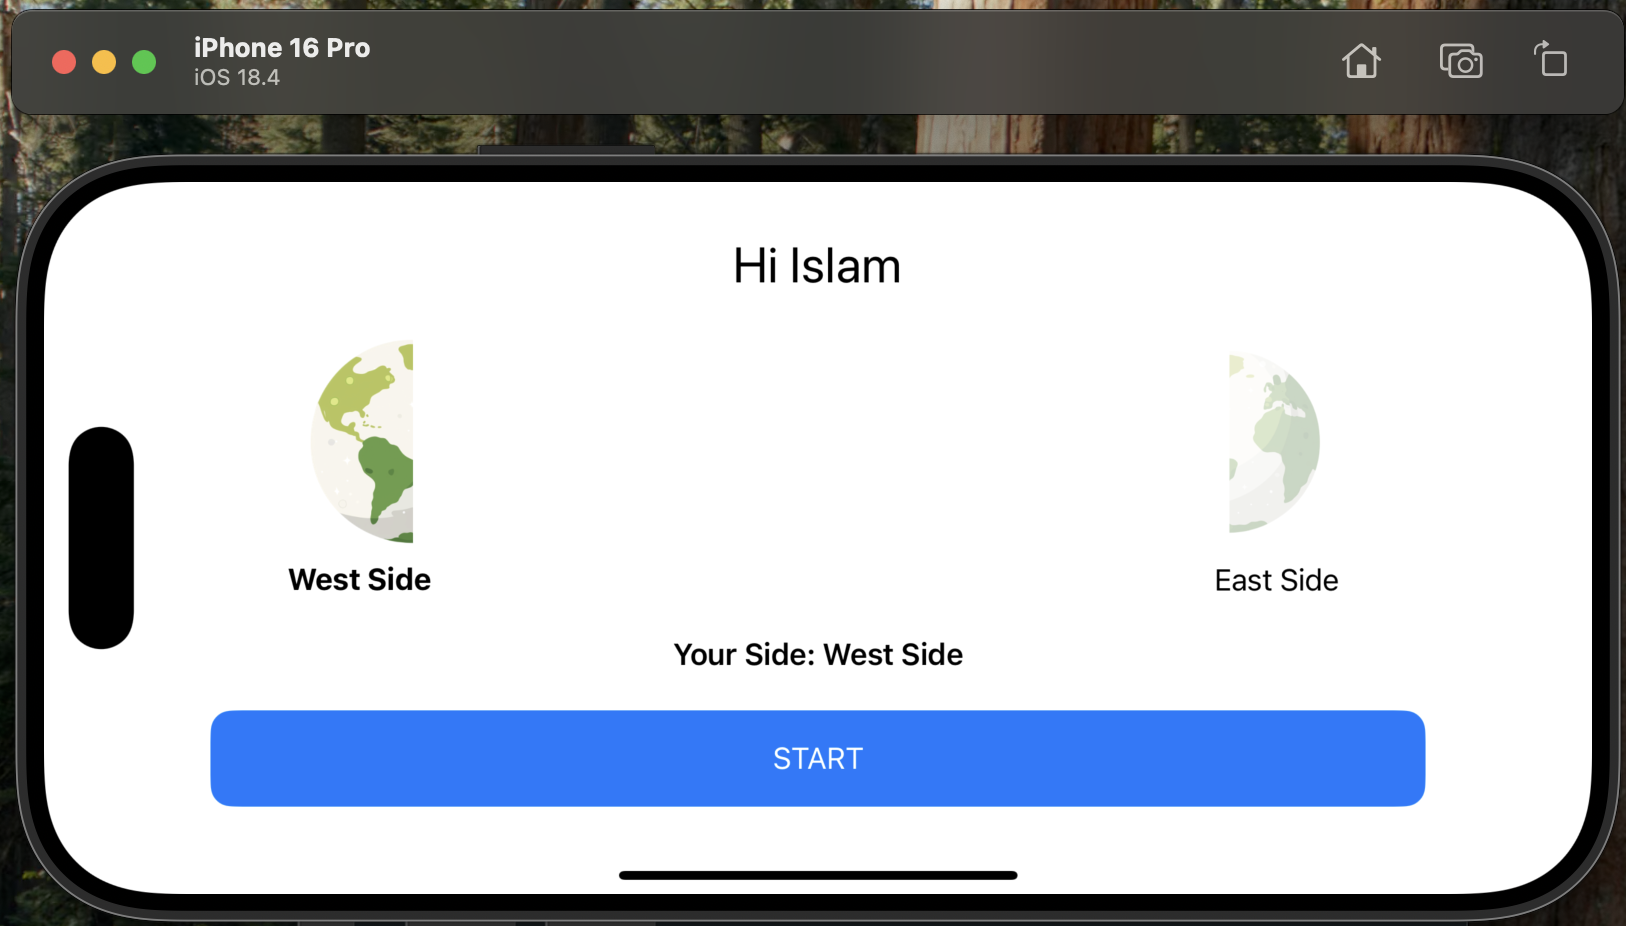 iPhone 16 Pro
iOS 18.4
Hi Islam
West Side
East Side
Your Side: West Side
START